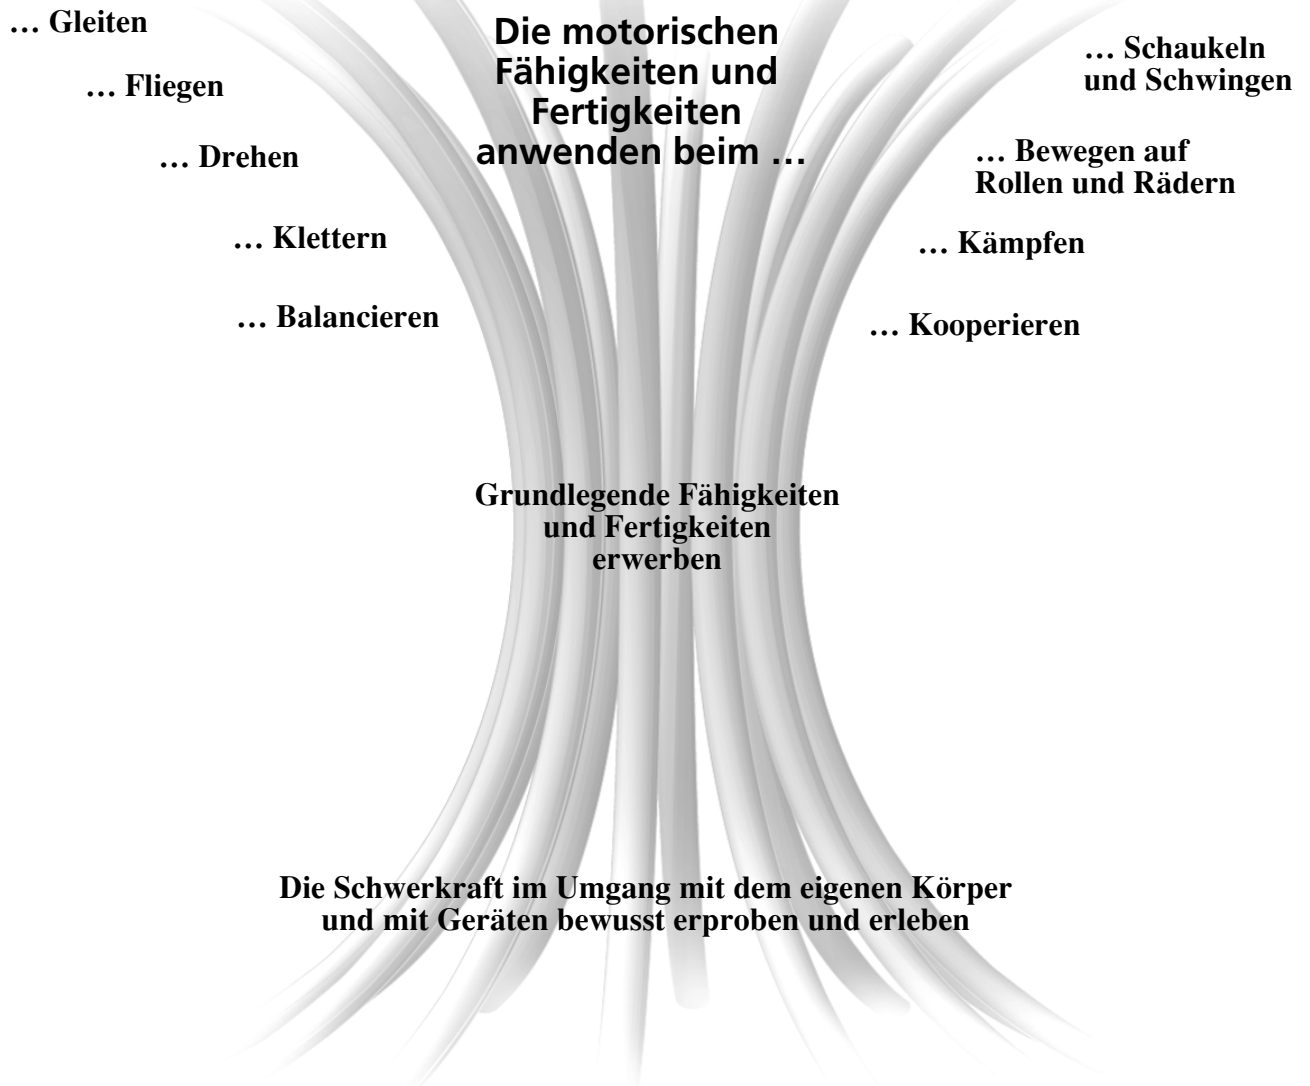 Die motorischen
Fähigkeiten und
Fertigkeiten
anwenden beim …
… Gleiten
… Fliegen
… Drehen
… Klettern
… Balancieren
… Schaukeln
und Schwingen
… Bewegen auf
Rollen und Rädern
… Kämpfen
… Kooperieren
Grundlegende Fähigkeiten
und Fertigkeiten
erwerben
Die Schwerkraft im Umgang mit dem eigenen Körper
und mit Geräten bewusst erproben und erleben